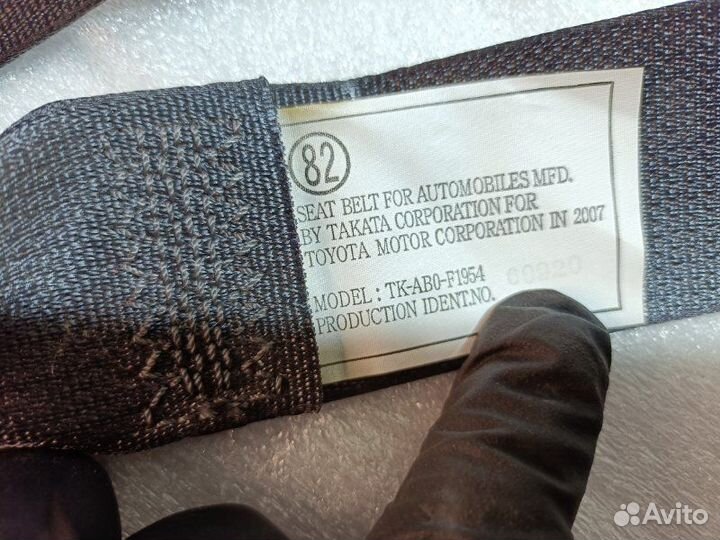 82
SEAT BELT FOR AUTOMOBILES MFD.
BY TAKATA CORPORATION FOR
TOYOTA MOTOR CORPORATION IN 2007
MODEL : TK-AB0-F1954
PRODUCTION IDENT.NO.
Avito